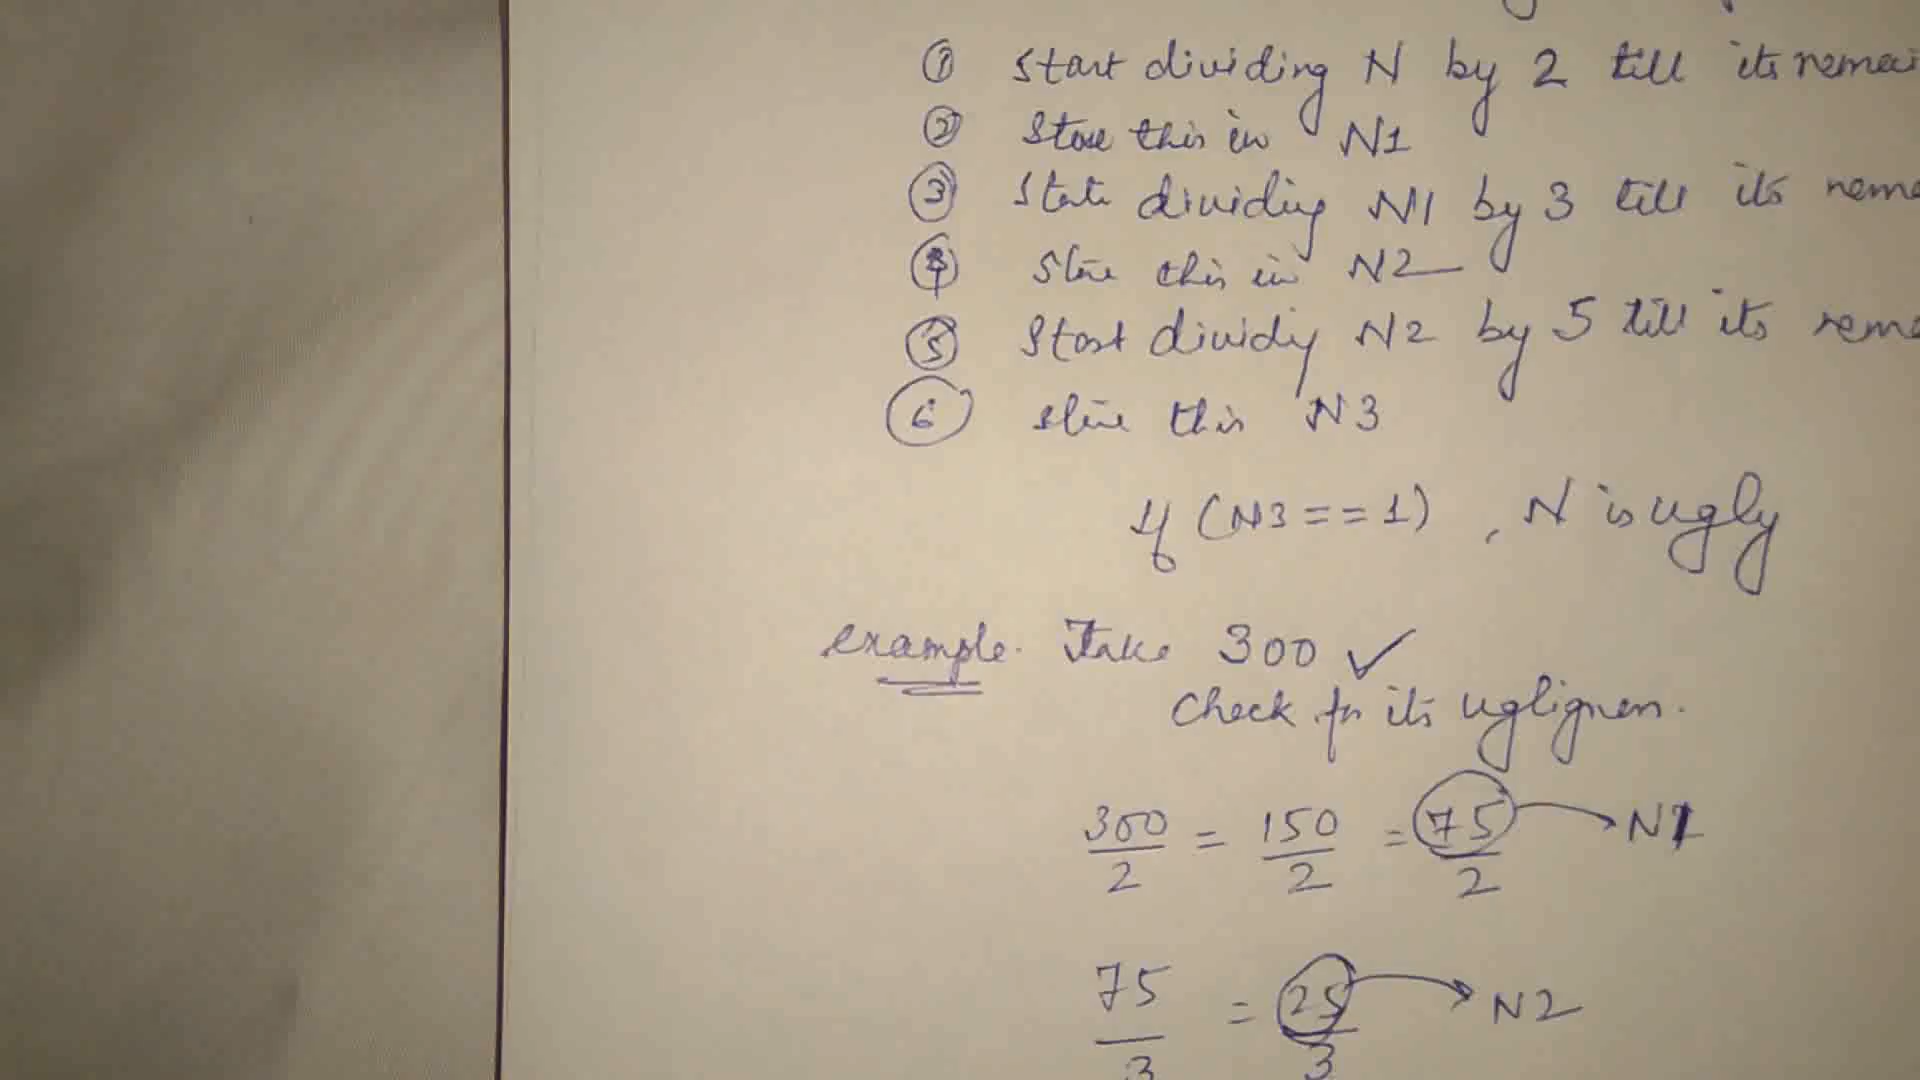 ① Start dividing N by 2 till its remai
② Store this in N1
③ State dividing N1 by 3 till its rema
④ Store this in N2
⑤ Start dividing N2 by 5 till its rema
⑥ store this N3
If (N3 == 1) , N is ugly
example. Take 300 ✓
Check for its ugligness.
300/2 = 150/2 = 75/2 → N1
75/3 = 25/3 → N2